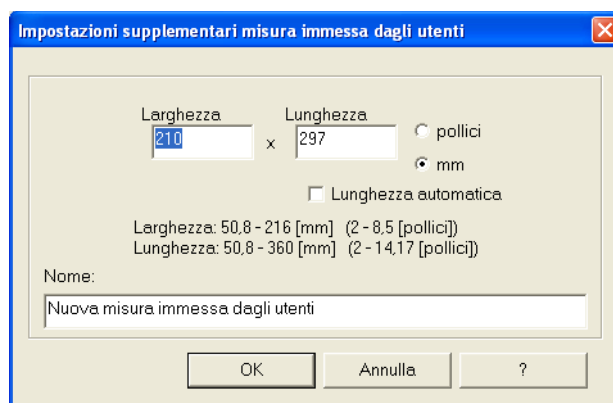 Impostazioni supplementari misura immessa dagli utenti
Larghezza Lunghezza
210 x 297
pollici
mm
Lunghezza automatica
Larghezza: 50,8 - 216 [mm] (2 - 8,5 [pollici])
Lunghezza: 50,8 - 360 [mm] (2 - 14,17 [pollici])
Nome:
Nuova misura immessa dagli utenti
OK Annulla ?